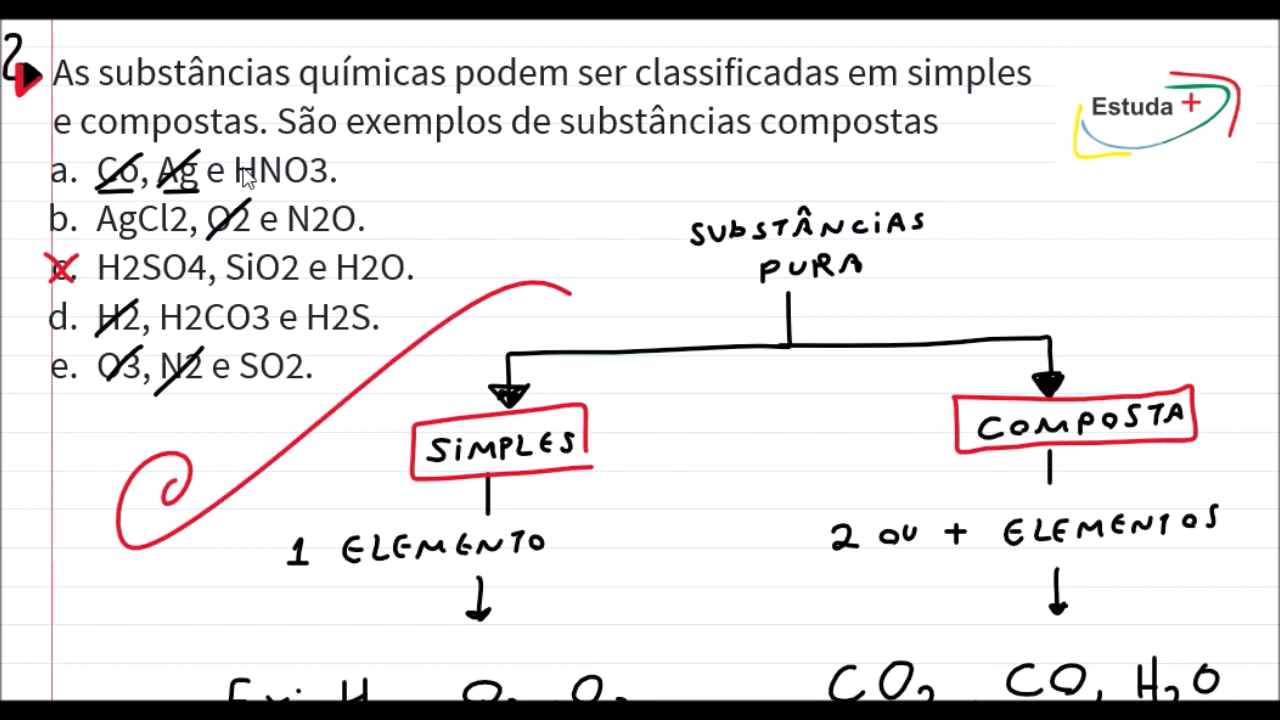 2
As substâncias químicas podem ser classificadas em simples
e compostas. São exemplos de substâncias compostas
Estuda +
a. Co, Ag e HNO3.
b. AgCl2, O2 e N2O.
c. H2SO4, SiO2 e H2O.
d. H2, H2CO3 e H2S.
e. O3, N2 e SO2.
SUBSTÂNCIAS
PURA
SIMPLES
COMPOSTA
1 ELEMENTO
2 OU + ELEMENTOS
CO2, CO, H2O